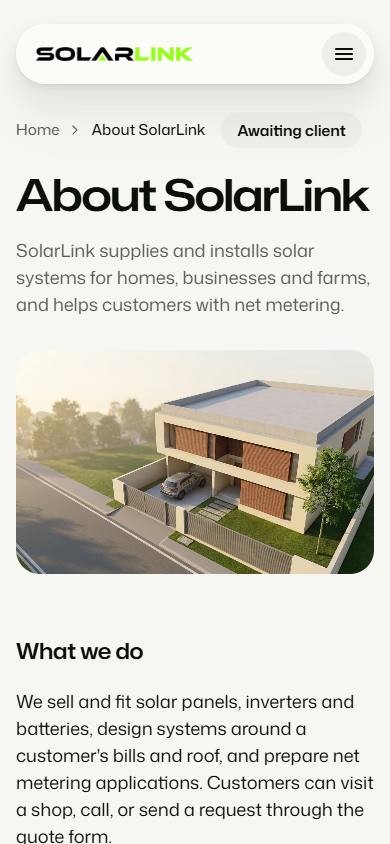 SOLARLINK
Home > About SolarLink Awaiting client
About SolarLink
SolarLink supplies and installs solar
systems for homes, businesses and farms,
and helps customers with net metering.
What we do
We sell and fit solar panels, inverters and
batteries, design systems around a
customer's bills and roof, and prepare net
metering applications. Customers can visit
a shop, call, or send a request through the
quote form.